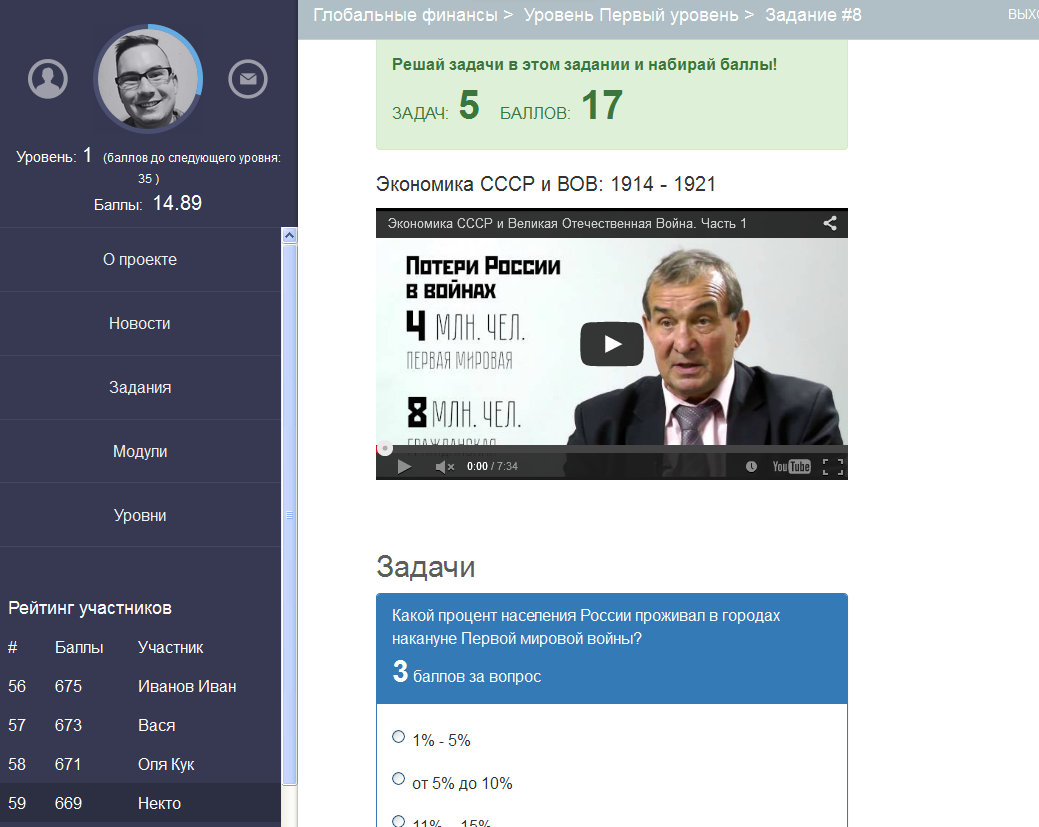 Глобальные финансы > Уровень Первый уровень > Задание #8
Уровень: 1 (баллов до следующего уровня:
35 )
Баллы: 14.89
О проекте
Новости
Задания
Модули
Уровни
Рейтинг участников
# Баллы Участник
56 675 Иванов Иван
57 673 Вася
58 671 Оля Кук
59 669 Некто
Решай задачи в этом задании и набирай баллы!
ЗАДАЧ: 5 БАЛЛОВ: 17
Экономика СССР и ВОВ: 1914 - 1921
Экономика СССР и Великая Отечественная Война. Часть 1
Потери России
в войнах
4 млн. чел.
Первая мировая
8 млн. чел.
Гражданская
0:00 / 7:34
YouTube
Задачи
Какой процент населения России проживал в городах
накануне Первой мировой войны?
3 баллов за вопрос
1% - 5%
от 5% до 10%
11% - 15%